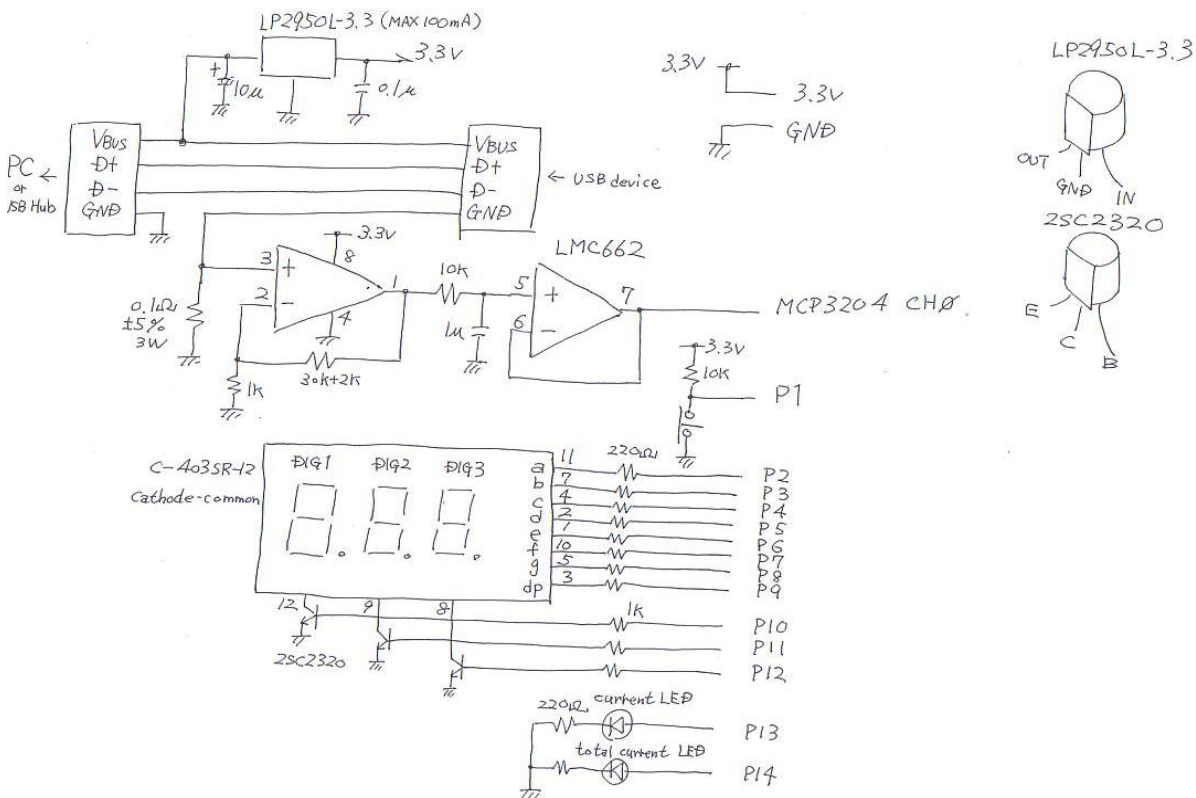 LP2950L-3.3 (MAX 100mA)
3.3V
+
10μ
0.1μ
3.3V
3.3V
GND
LP2950L-3.3
OUT
GND
IN
PC
or
USB Hub
VBUS
D+
D-
GND
VBUS
D+
D-
GND
USB device
2SC2320
E
C
B
3.3V
8
3
+
2
-
1
4
0.1Ω
±5%
3W
1k
30k+2k
10k
1μ
LMC662
5
+
6
-
7
MCP3204 CH0
3.3V
10k
P1
C-403SR-12
Cathode-common
DIG1 DIG2 DIG3
220Ω
a 11 P2
b 7 P3
c 4 P4
d 2 P5
e 1 P6
f 10 P7
g 5 P8
dp 3 P9
12 9 8
1k
P10
P11
P12
2SC2320
current LED
220Ω
P13
total current LED
P14